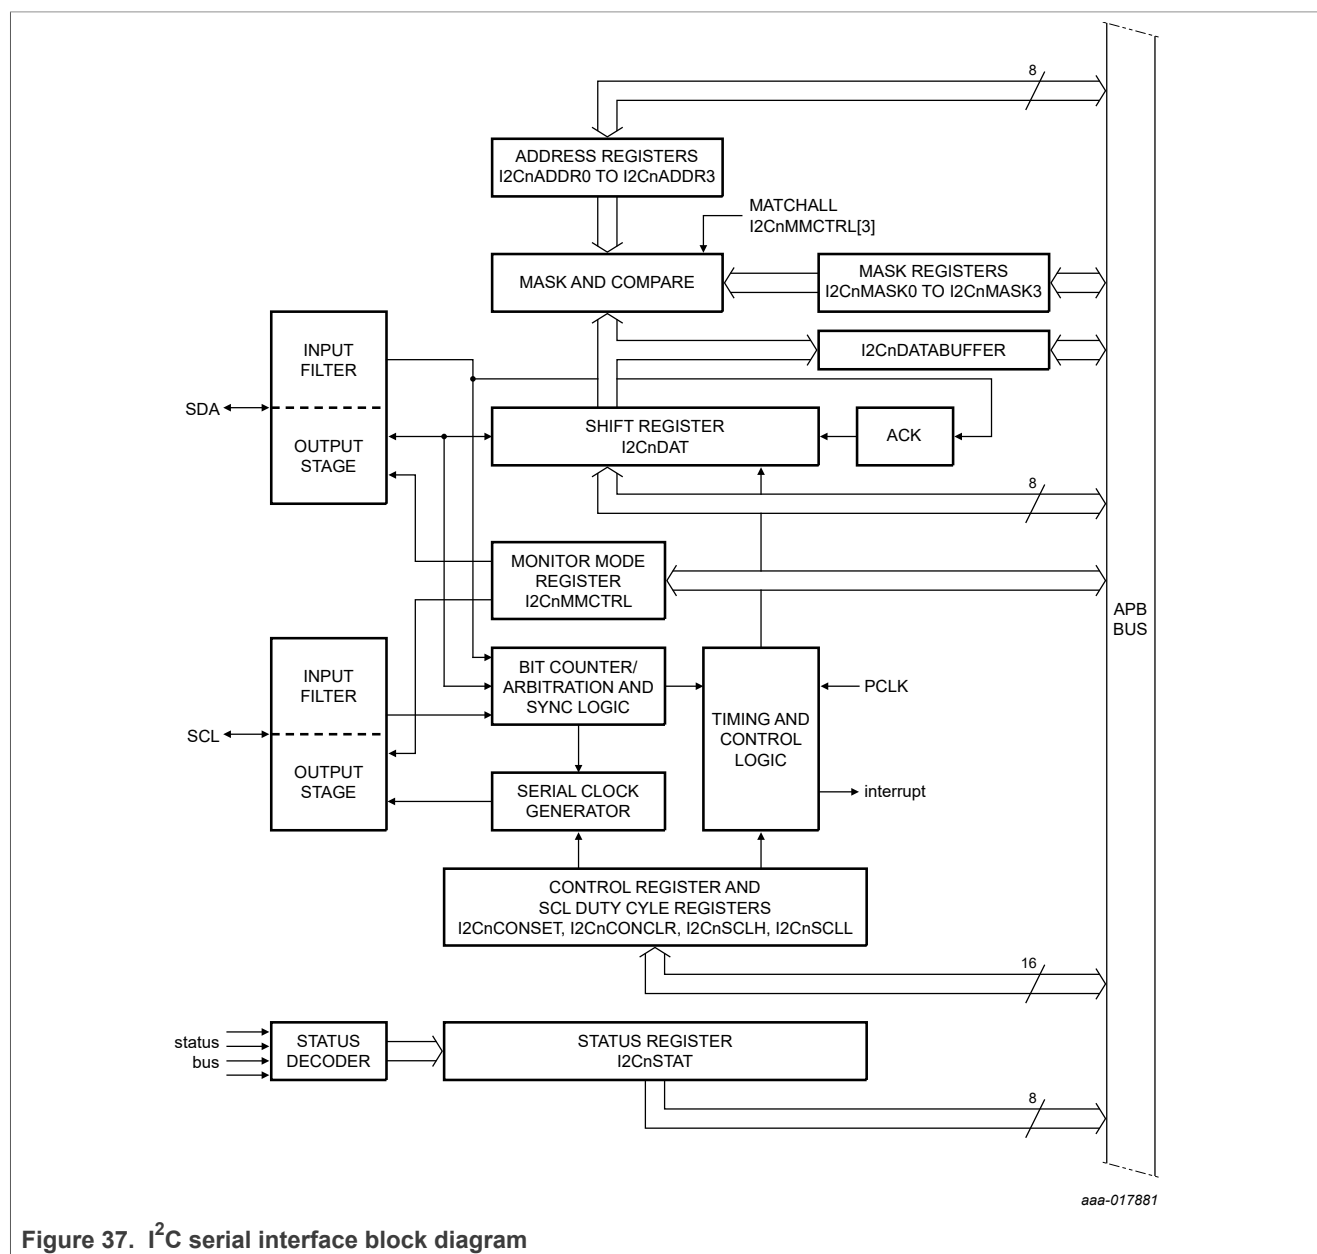 8
ADDRESS REGISTERS
I2CnADDR0 TO I2CnADDR3
MATCHALL
I2CnMMCTRL[3]
MASK AND COMPARE
MASK REGISTERS
I2CnMASK0 TO I2CnMASK3
I2CnDATABUFFER
INPUT
FILTER
SDA
OUTPUT
STAGE
SHIFT REGISTER
I2CnDAT
ACK
8
MONITOR MODE
REGISTER
I2CnMMCTRL
APB
BUS
INPUT
FILTER
SCL
OUTPUT
STAGE
BIT COUNTER/
ARBITRATION AND
SYNC LOGIC
TIMING AND
CONTROL
LOGIC
PCLK
interrupt
SERIAL CLOCK
GENERATOR
CONTROL REGISTER AND
SCL DUTY CYLE REGISTERS
I2CnCONSET, I2CnCONCLR, I2CnSCLH, I2CnSCLL
16
status
bus
STATUS
DECODER
STATUS REGISTER
I2CnSTAT
8
aaa-017881
Figure 37. I²C serial interface block diagram